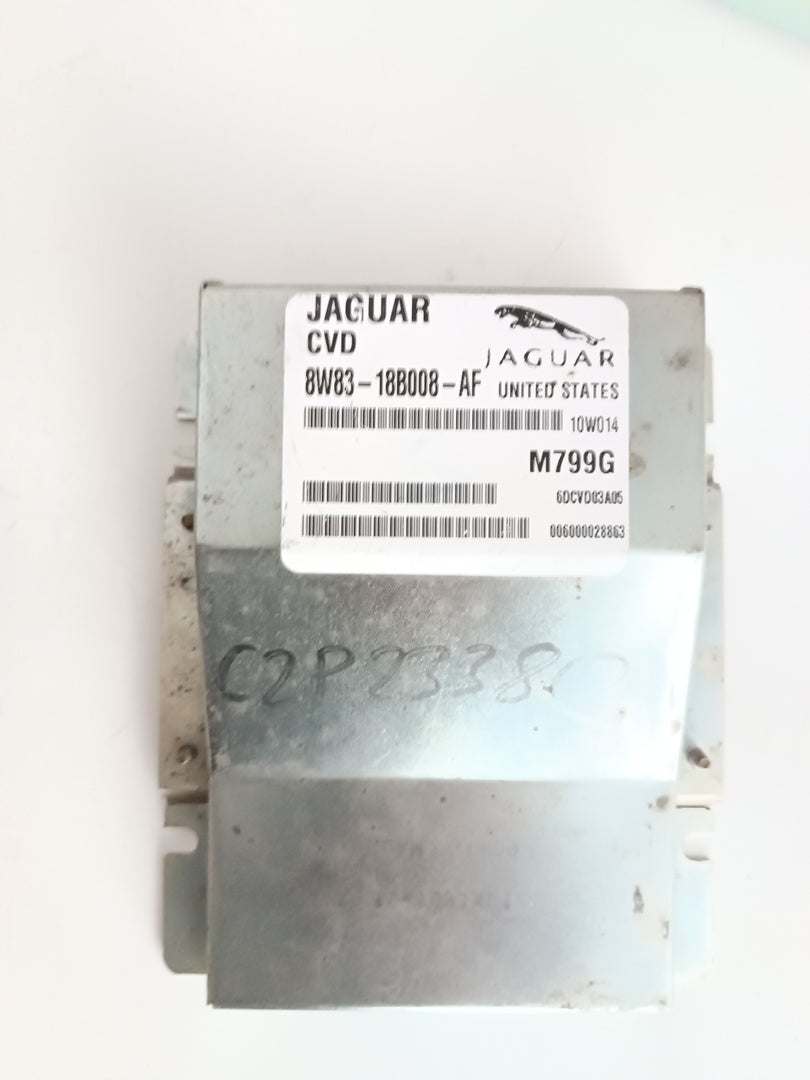 JAGUAR
CVD
JAGUAR
8W83-18B008-AF
UNITED STATES
10W014
M799G
6DCVD03A05
006000028863
C2P23380